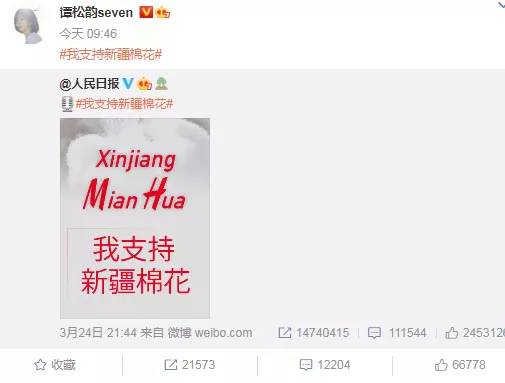 谭松韵seven
今天 09:46
#我支持新疆棉花#
@人民日报
#我支持新疆棉花#
Xinjiang
Mian Hua
我支持
新疆棉花
3月24日 21:44 来自 微博 weibo.com 14740415 111544 2453126
收藏 21573 12204 66778